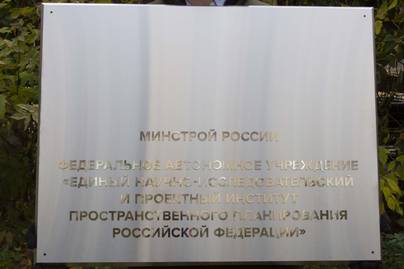 МИНСТРОЙ РОССИИ
ФЕДЕРАЛЬНОЕ АВТОНОМНОЕ УЧРЕЖДЕНИЕ
«ЕДИНЫЙ НАУЧНО-ИССЛЕДОВАТЕЛЬСКИЙ
И ПРОЕКТНЫЙ ИНСТИТУТ
ПРОСТРАНСТВЕННОГО ПЛАНИРОВАНИЯ
РОССИЙСКОЙ ФЕДЕРАЦИИ»